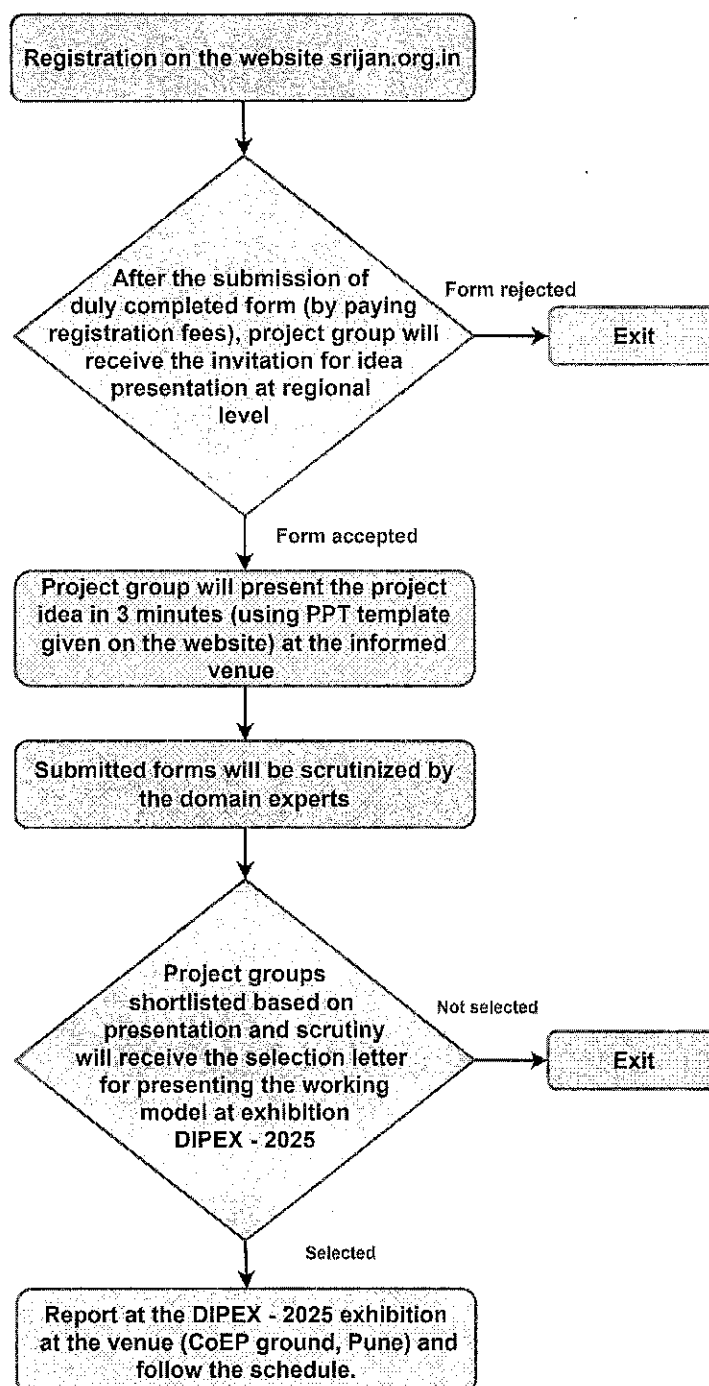 Registration on the website srijan.org.in
After the submission of
duly completed form (by paying
registration fees), project group will
receive the invitation for idea
presentation at regional
level
Form rejected
Exit
Form accepted
Project group will present the project
idea in 3 minutes (using PPT template
given on the website) at the informed
venue
Submitted forms will be scrutinized by
the domain experts
Project groups
shortlisted based on
presentation and scrutiny
will receive the selection letter
for presenting the working
model at exhibition
DIPEX - 2025
Not selected
Exit
Selected
Report at the DIPEX - 2025 exhibition
at the venue (CoEP ground, Pune) and
follow the schedule.